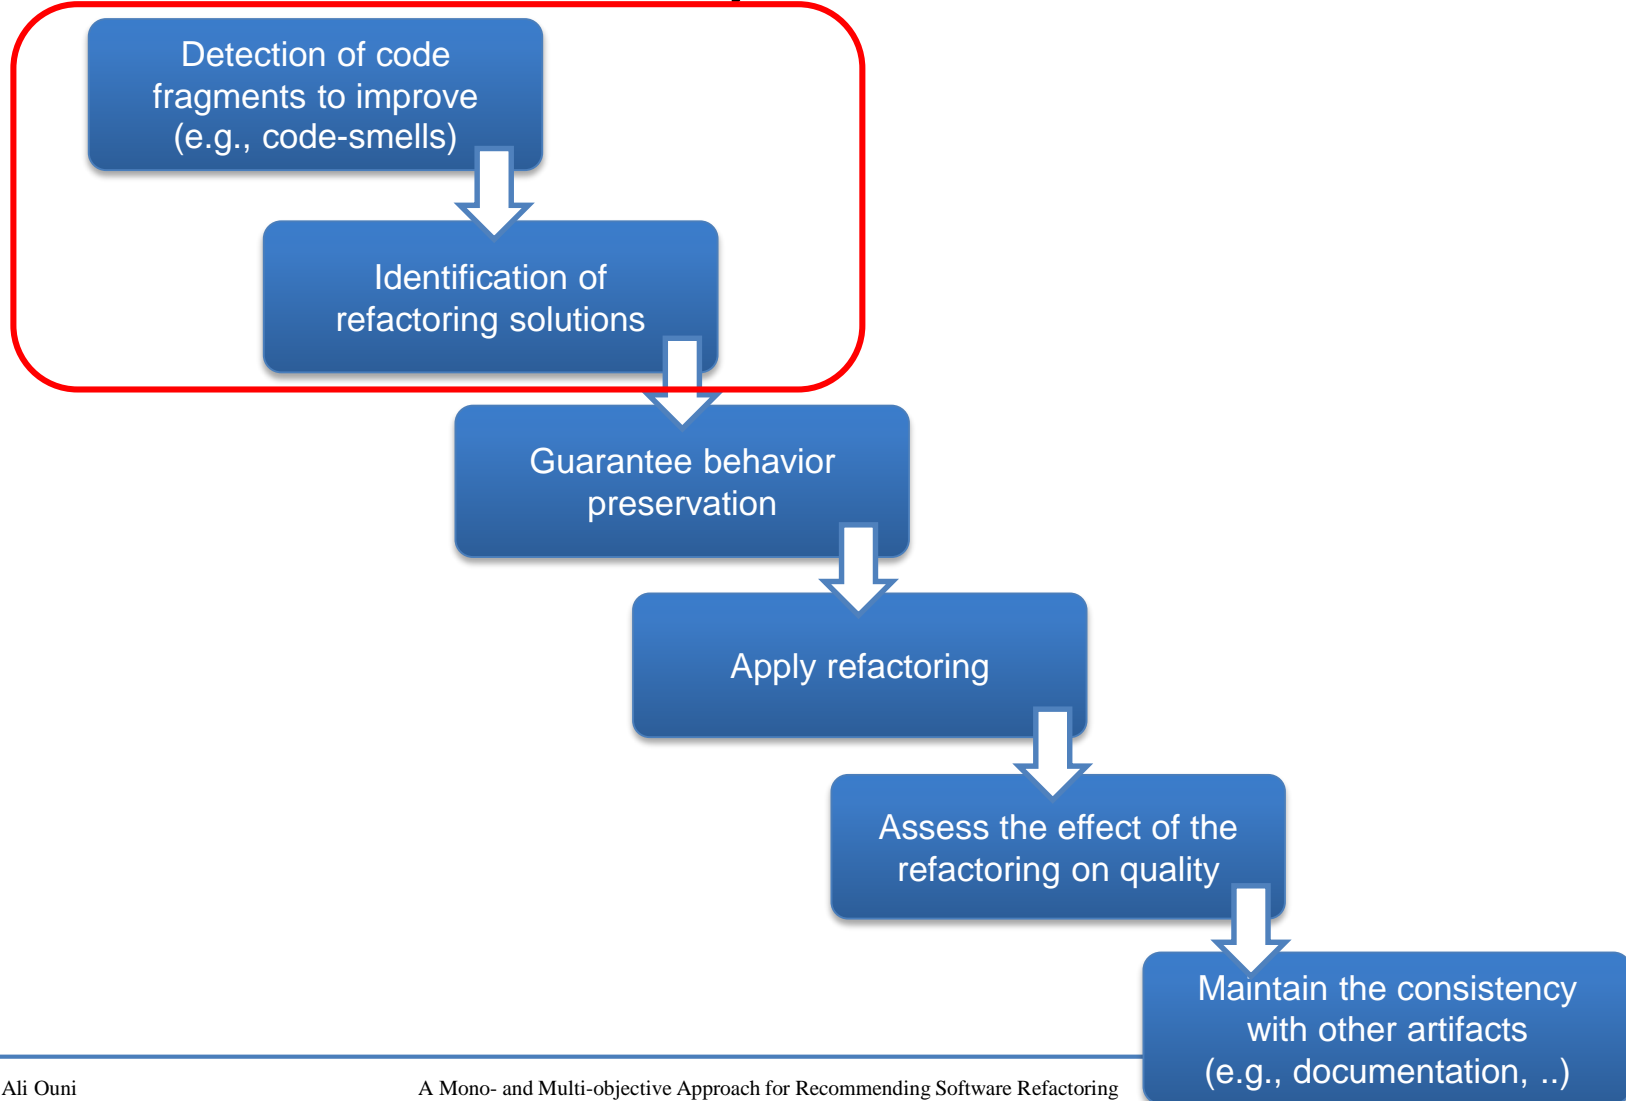 Detection of code
fragments to improve
(e.g., code-smells)
Identification of
refactoring solutions
Guarantee behavior
preservation
Apply refactoring
Assess the effect of the
refactoring on quality
Maintain the consistency
with other artifacts
(e.g., documentation, ..)
Ali Ouni
A Mono- and Multi-objective Approach for Recommending Software Refactoring